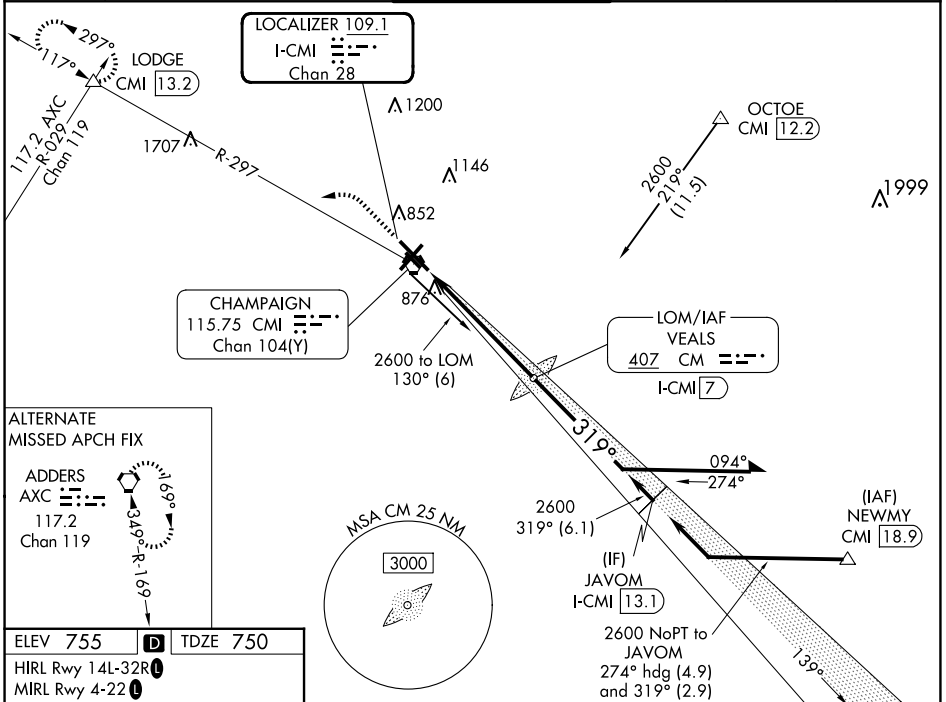 LOCALIZER 109.1
I-CMI
Chan 28
297°
117°
LODGE
CMI 13.2
117.2 AXC
R-029
Chan 119
1707
R-297
1200
1146
852
OCTOE
CMI 12.2
2600
219°
(11.5)
1999
CHAMPAIGN
115.75 CMI
Chan 104(Y)
876
2600 to LOM
130° (6)
LOM/IAF
VEALS
407 CM
I-CMI 7
319°
094°
274°
2600
319° (6.1)
(IF)
JAVOM
I-CMI 13.1
(IAF)
NEWMY
CMI 18.9
2600 NoPT to
JAVOM
274° hdg (4.9)
and 319° (2.9)
139°
ALTERNATE
MISSED APCH FIX
ADDERS
AXC
117.2
Chan 119
169°
349°
R-169
MSA CM 25 NM
3000
ELEV 755 D TDZE 750
HIRL Rwy 14L-32R L
MIRL Rwy 4-22 L